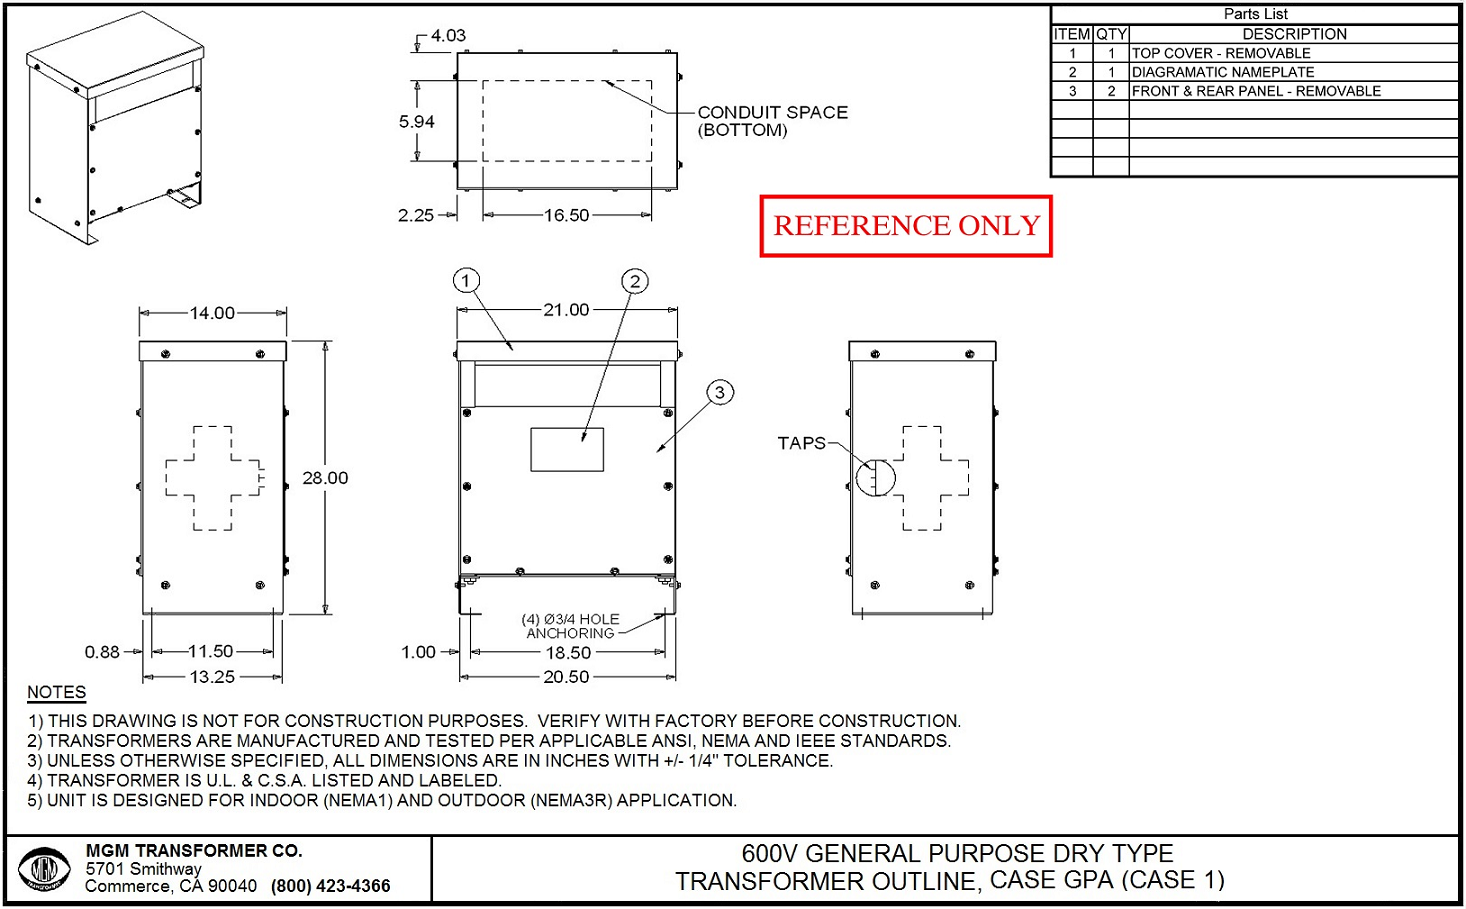 Parts List
ITEM QTY DESCRIPTION
1 1 TOP COVER - REMOVABLE
2 1 DIAGRAMATIC NAMEPLATE
3 2 FRONT & REAR PANEL - REMOVABLE
4.03
5.94
CONDUIT SPACE
(BOTTOM)
2.25
16.50
REFERENCE ONLY
1
2
14.00
21.00
3
TAPS
28.00
(4) Ø3/4 HOLE
ANCHORING
0.88 11.50
1.00 18.50
13.25
20.50
NOTES
1) THIS DRAWING IS NOT FOR CONSTRUCTION PURPOSES. VERIFY WITH FACTORY BEFORE CONSTRUCTION.
2) TRANSFORMERS ARE MANUFACTURED AND TESTED PER APPLICABLE ANSI, NEMA AND IEEE STANDARDS.
3) UNLESS OTHERWISE SPECIFIED, ALL DIMENSIONS ARE IN INCHES WITH +/- 1/4" TOLERANCE.
4) TRANSFORMER IS U.L. & C.S.A. LISTED AND LABELED.
5) UNIT IS DESIGNED FOR INDOOR (NEMA1) AND OUTDOOR (NEMA3R) APPLICATION.
MGM
MGM TRANSFORMER CO.
5701 Smithway
Commerce, CA 90040 (800) 423-4366
600V GENERAL PURPOSE DRY TYPE
TRANSFORMER OUTLINE, CASE GPA (CASE 1)